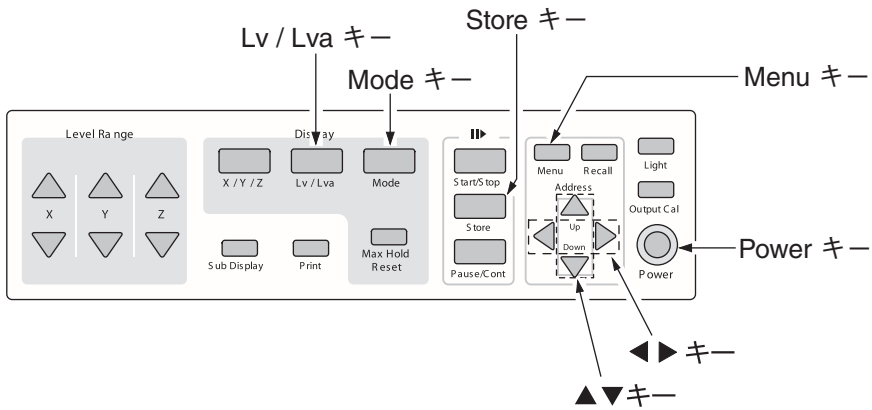 Store キー
Lv / Lva キー
Mode キー
Menu キー
Level Range
Display
X / Y / Z
Lv / Lva
Mode
Start/Stop
Menu
Recall
Light
X
Y
Z
Address
Up
Down
Store
Output Cal
Sub Display
Print
Max Hold
Reset
Pause/Cont
Power
Power キー
◀ ▶ キー
▲ ▼キー